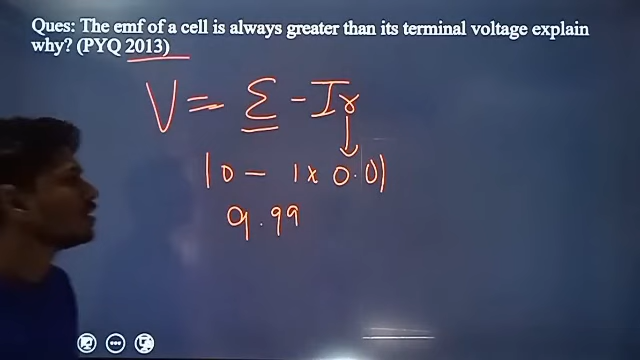 Ques: The emf of a cell is always greater than its terminal voltage explain
why? (PYQ 2013)
V = Ɛ - Ir
10 - 1 x 0.01
9.99